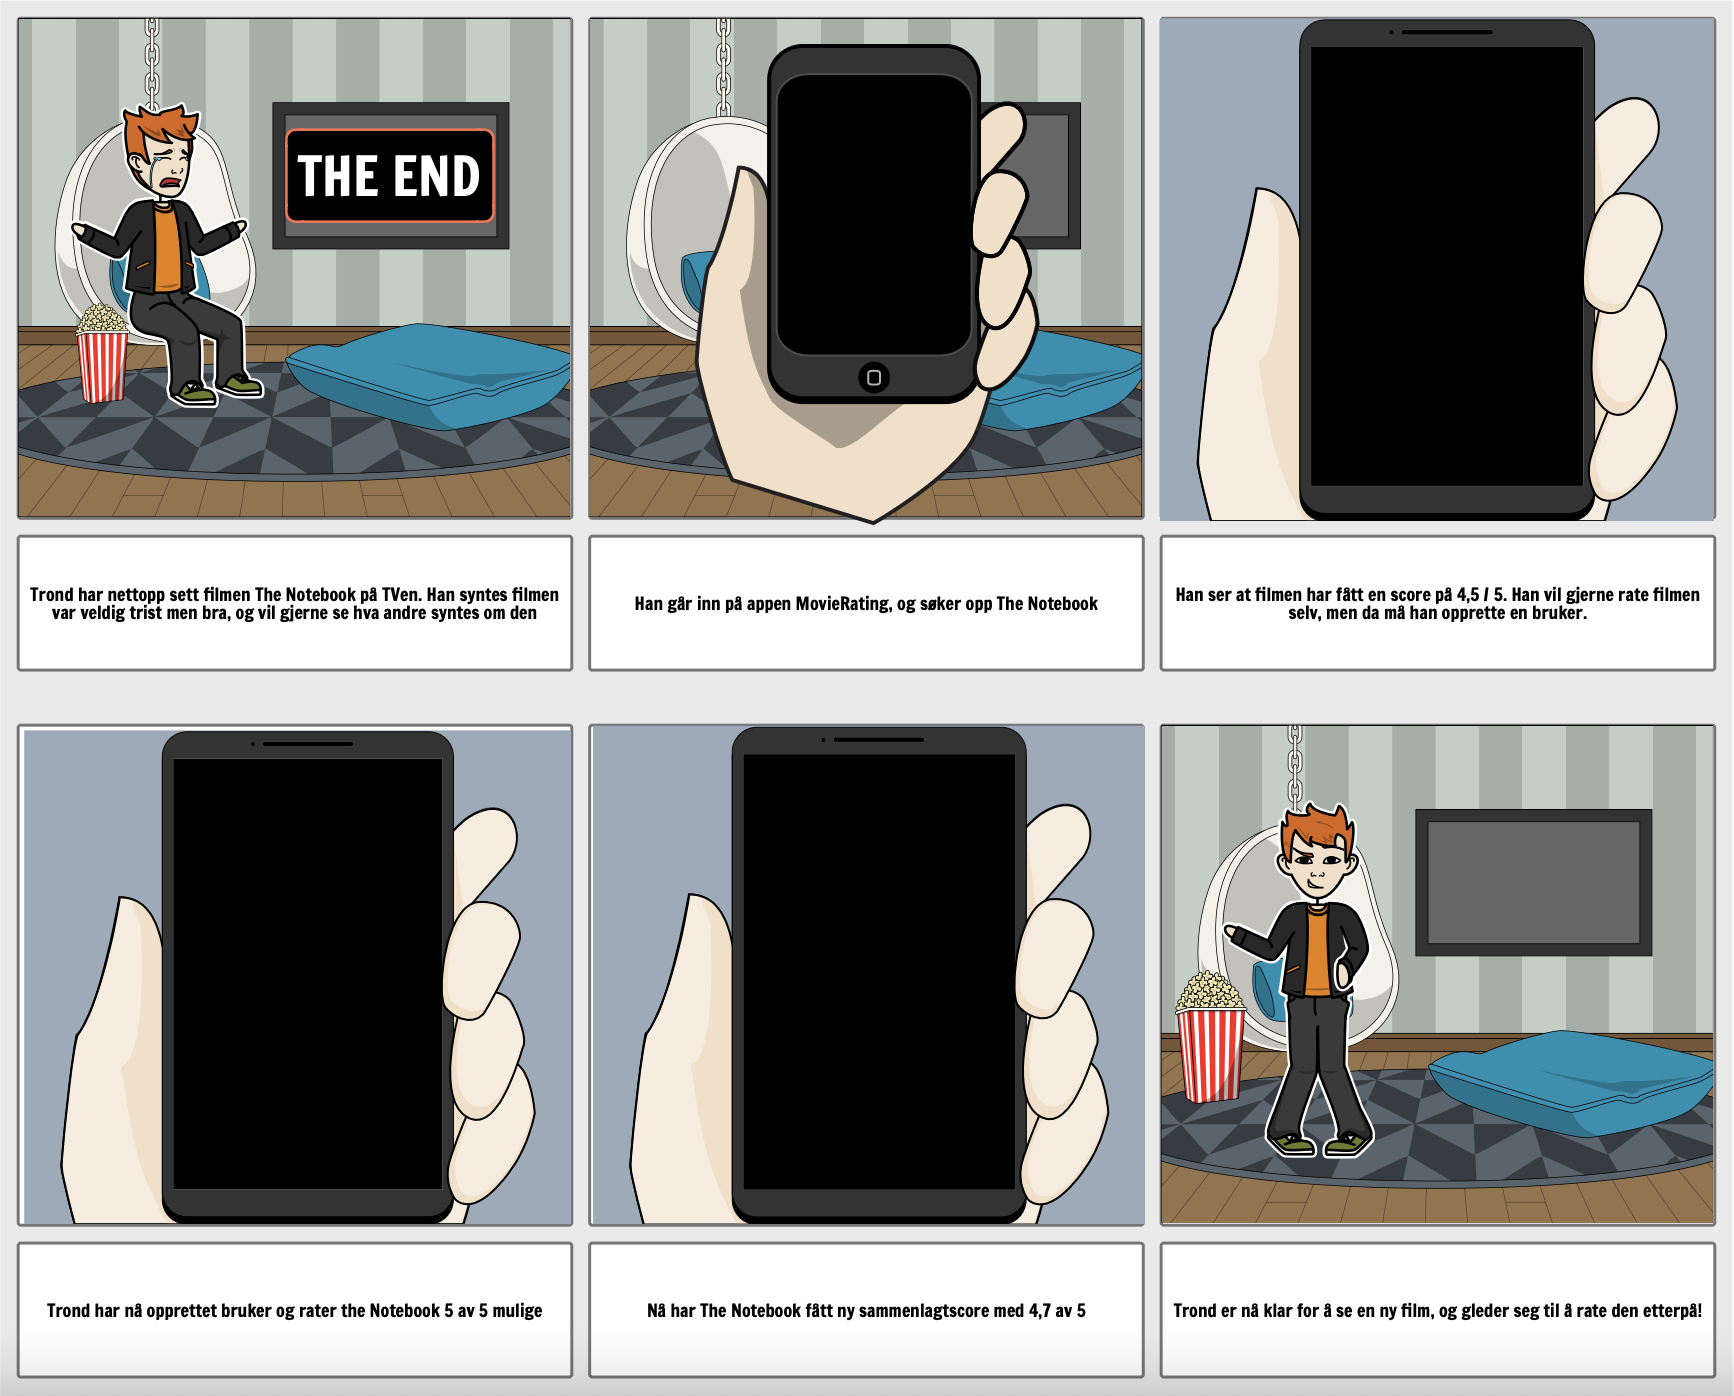 THE END
Trond har nettopp sett filmen The Notebook på TVen. Han syntes filmen
var veldig trist men bra, og vil gjerne se hva andre syntes om den
Han går inn på appen MovieRating, og søker opp The Notebook
Han ser at filmen har fått en score på 4,5 / 5. Han vil gjerne rate filmen
selv, men da må han opprette en bruker.
Trond har nå opprettet bruker og rater the Notebook 5 av 5 mulige
Nå har The Notebook fått ny sammenlagtscore med 4,7 av 5
Trond er nå klar for å se en ny film, og gleder seg til å rate den etterpå!